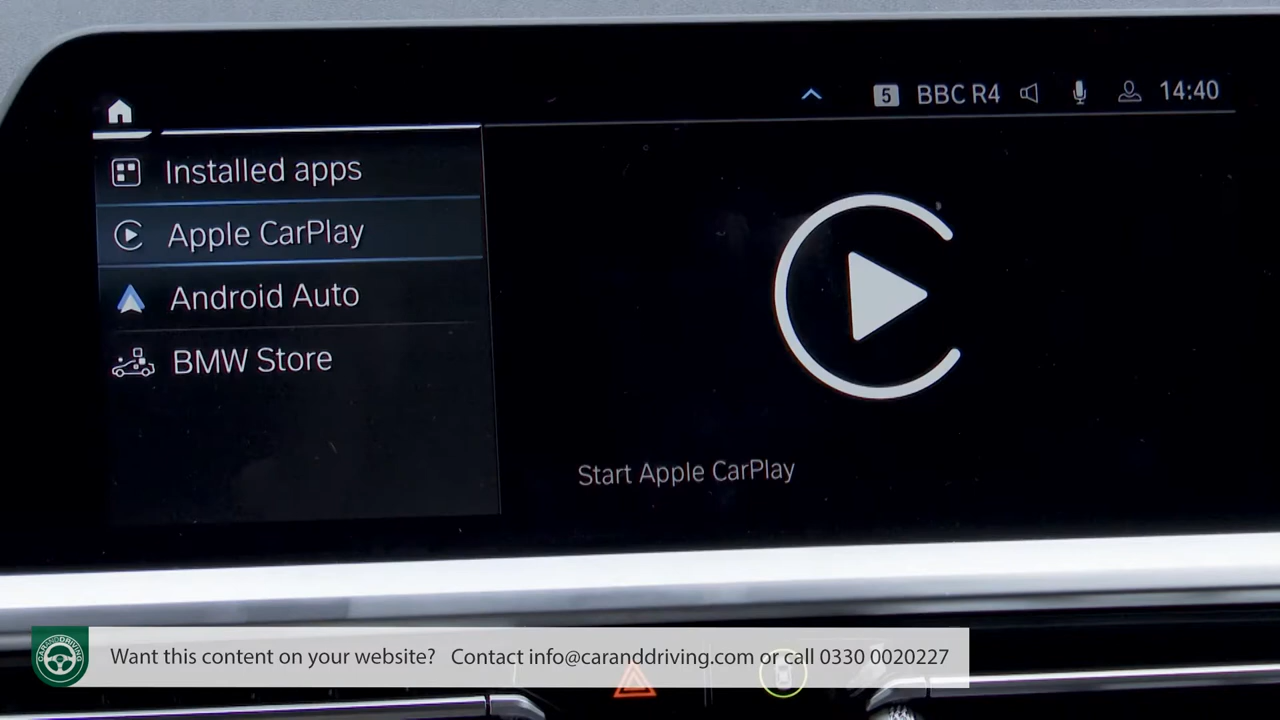 5 BBC R4 14:40
Installed apps
Apple CarPlay
Android Auto
BMW Store
Start Apple CarPlay
CARANDDRIVING
Want this content on your website? Contact info@caranddriving.com or call 0330 0020227